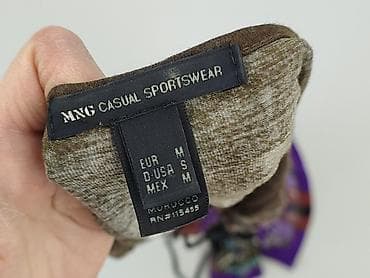 MNG CASUAL SPORTSWEAR
EUR M
D·USA S
MEX M
MOROCCO
RN#115455